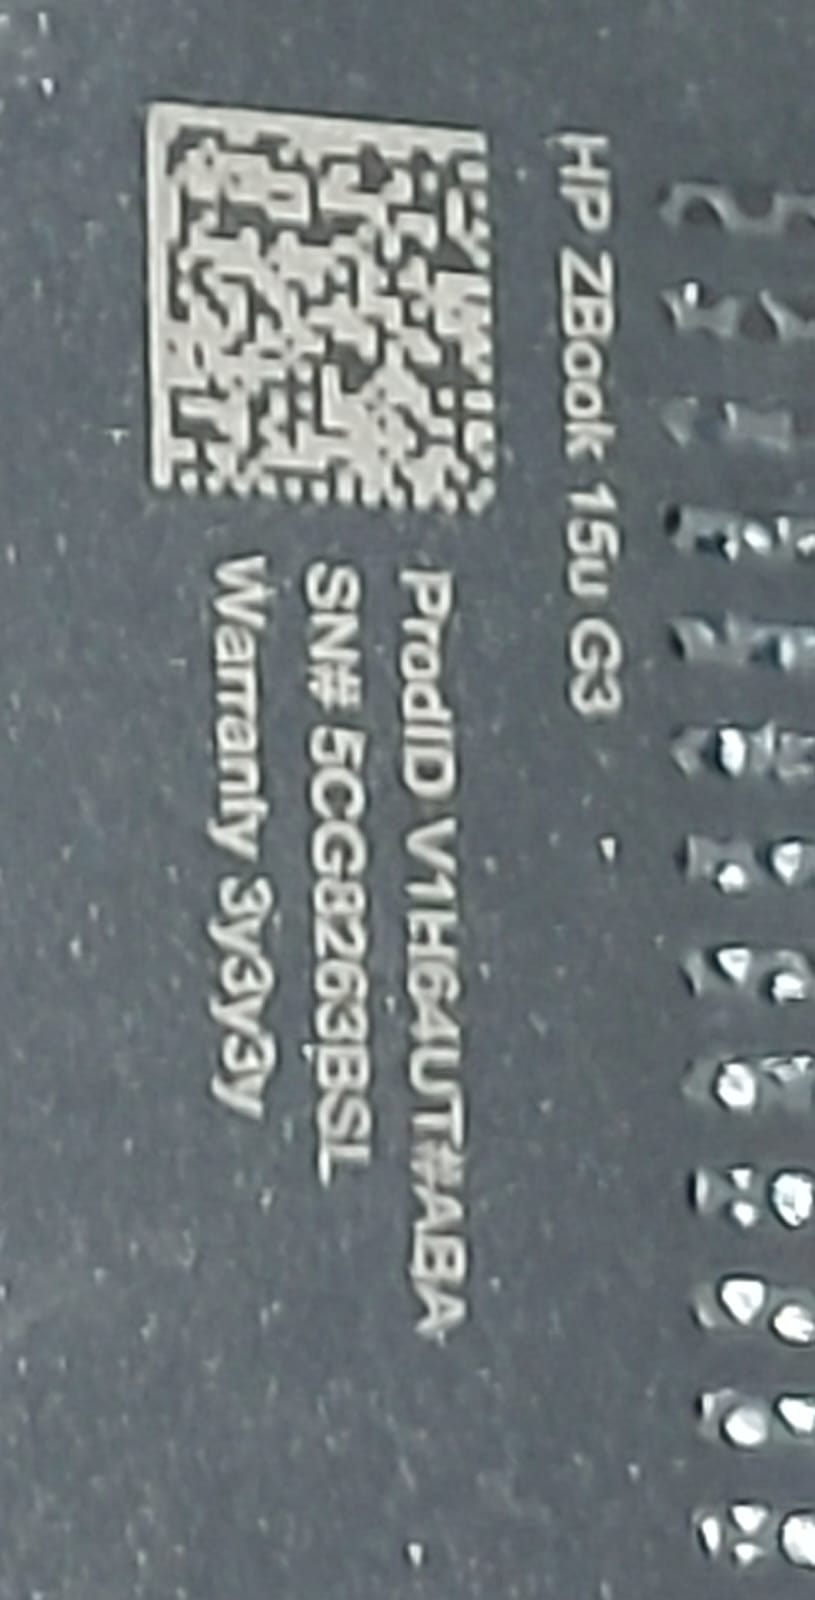 HP ZBook 15u G3
ProdID V1H64UT#ABA
SN# 5CG8263BSL
Warranty 3y3y3y